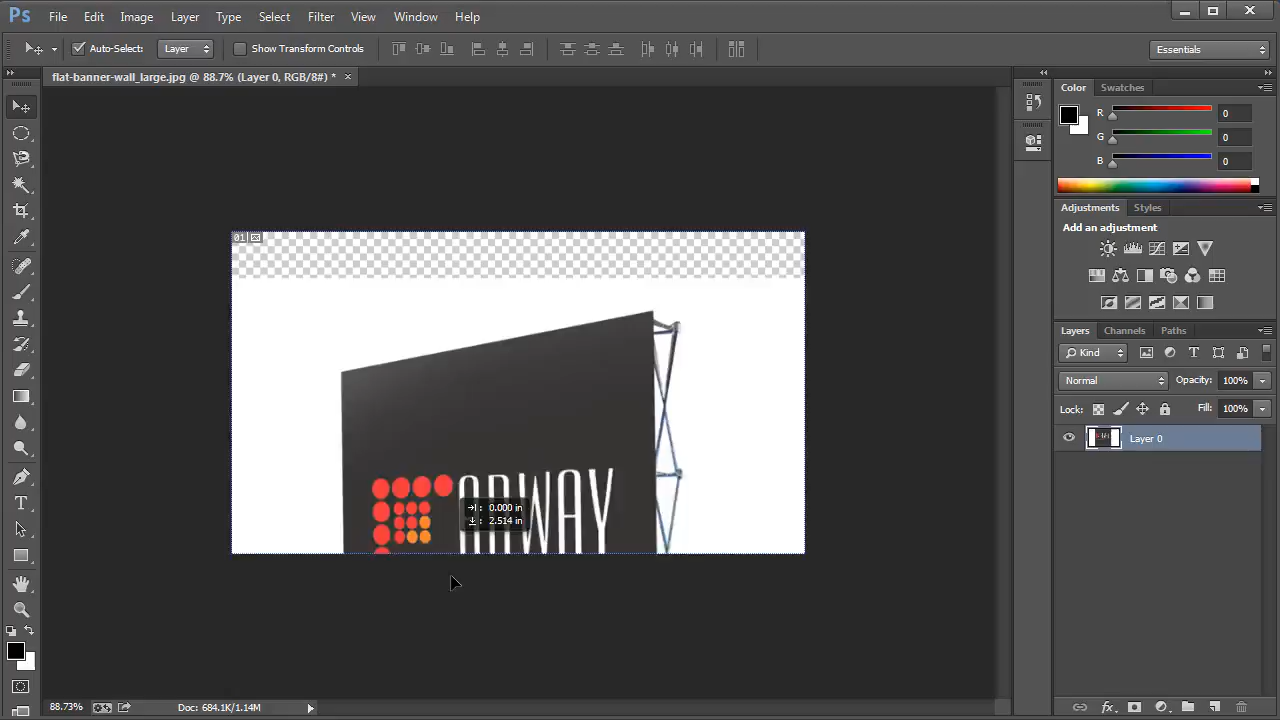 Ps File Edit Image Layer Type Select Filter View Window Help
Auto-Select: Layer Show Transform Controls Essentials
flat-banner-wall_large.jpg @ 88.7% (Layer 0, RGB/8#) * ×
Color Swatches
R 0
G 0
B 0
Adjustments Styles
Add an adjustment
Layers Channels Paths
Kind
Normal Opacity: 100%
Lock: Fill: 100%
Layer 0
01
ORWAY
: 0.000 in
: 2.514 in
88.73% Doc: 684.1K/1.14M